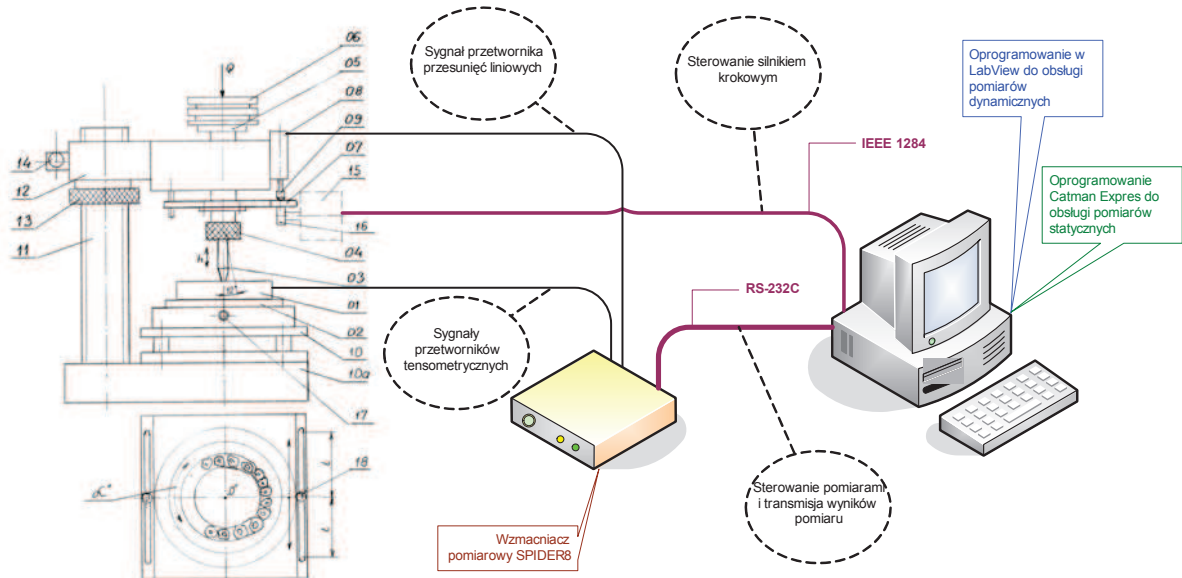 Sygnał przetwornika
przesunięć liniowych
Sterowanie silnikiem
krokowym
Oprogramowanie w
LabView do obsługi
pomiarów
dynamicznych
IEEE 1284
Oprogramowanie
Catman Expres do
obsługi pomiarów
statycznych
RS-232C
Sygnały
przetworników
tensometrycznych
Sterowanie pomiarami
i transmisja wyników
pomiaru
Wzmacniacz
pomiarowy SPIDER8
Q
06
05
08
09
07
15
14
12
13
11
16
04
h
03
01
02
10
10a
17
18
α°
l
l